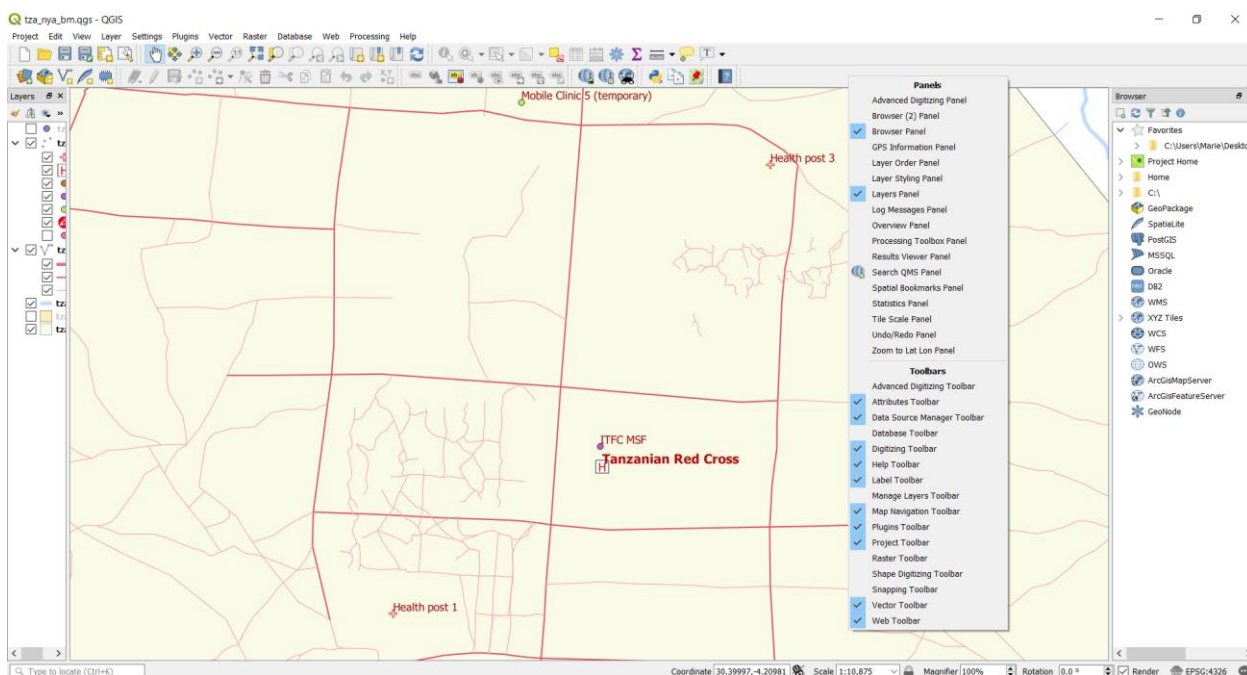 tza_nya_bm.qgs - QGIS
Project Edit View Layer Settings Plugins Vector Raster Database Web Processing Help
Layers
tz
tz
tz
tz
tz
tz
Mobile Clinic 5 (temporary)
Health post 3
ITFC MSF
Tanzanian Red Cross
H
Health post 1
Panels
Advanced Digitizing Panel
Browser (2) Panel
Browser Panel
GPS Information Panel
Layer Order Panel
Layer Styling Panel
Layers Panel
Log Messages Panel
Overview Panel
Processing Toolbox Panel
Results Viewer Panel
Search QMS Panel
Spatial Bookmarks Panel
Statistics Panel
Tile Scale Panel
Undo/Redo Panel
Zoom to Lat Lon Panel
Toolbars
Advanced Digitizing Toolbar
Attributes Toolbar
Data Source Manager Toolbar
Database Toolbar
Digitizing Toolbar
Help Toolbar
Label Toolbar
Manage Layers Toolbar
Map Navigation Toolbar
Plugins Toolbar
Project Toolbar
Raster Toolbar
Shape Digitizing Toolbar
Snapping Toolbar
Vector Toolbar
Web Toolbar
Browser
Favorites
C:\Users\Marie\Deskto
Project Home
Home
C:\
GeoPackage
SpatiaLite
PostGIS
MSSQL
Oracle
DB2
WMS
XYZ Tiles
WCS
WFS
OWS
ArcGisMapServer
ArcGisFeatureServer
GeoNode
Type to locate (Ctrl+K) Coordinate 30.39997,-4.20981 Scale 1:10,875 Magnifier 100% Rotation 0.0 ° Render EPSG:4326